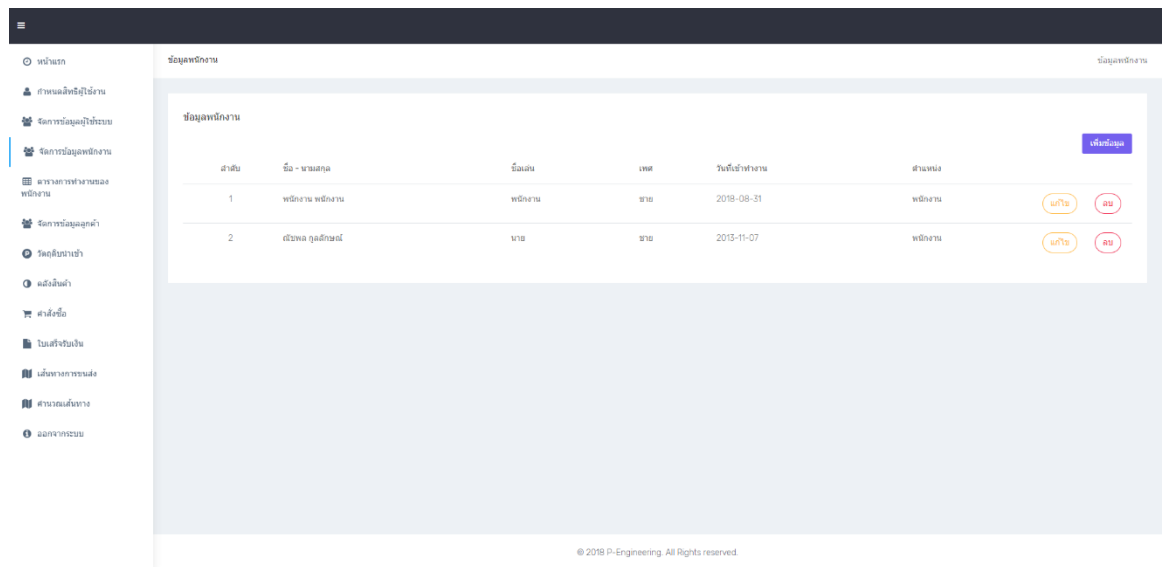 หน้าแรก
กำหนดสิทธิผู้ใช้งาน
จัดการข้อมูลผู้ใช้ระบบ
จัดการข้อมูลพนักงาน
ตารางการทำงานของ
พนักงาน
จัดการข้อมูลลูกค้า
วัตถุดิบนำเข้า
คลังสินค้า
คำสั่งซื้อ
ใบเสร็จรับเงิน
เส้นทางการขนส่ง
คำนวณเส้นทาง
ออกจากระบบ
ข้อมูลพนักงาน ข้อมูลพนักงาน
ข้อมูลพนักงาน
เพิ่มข้อมูล
ลำดับ ชื่อ - นามสกุล ชื่อเล่น เพศ วันที่เข้าทำงาน ตำแหน่ง
1 พนักงาน พนักงาน พนักงาน ชาย 2018-08-31 พนักงาน แก้ไข ลบ
2 ณัชพล กุลลักษณ์ นาย ชาย 2013-11-07 พนักงาน แก้ไข ลบ
© 2018 P-Engineering. All Rights reserved.